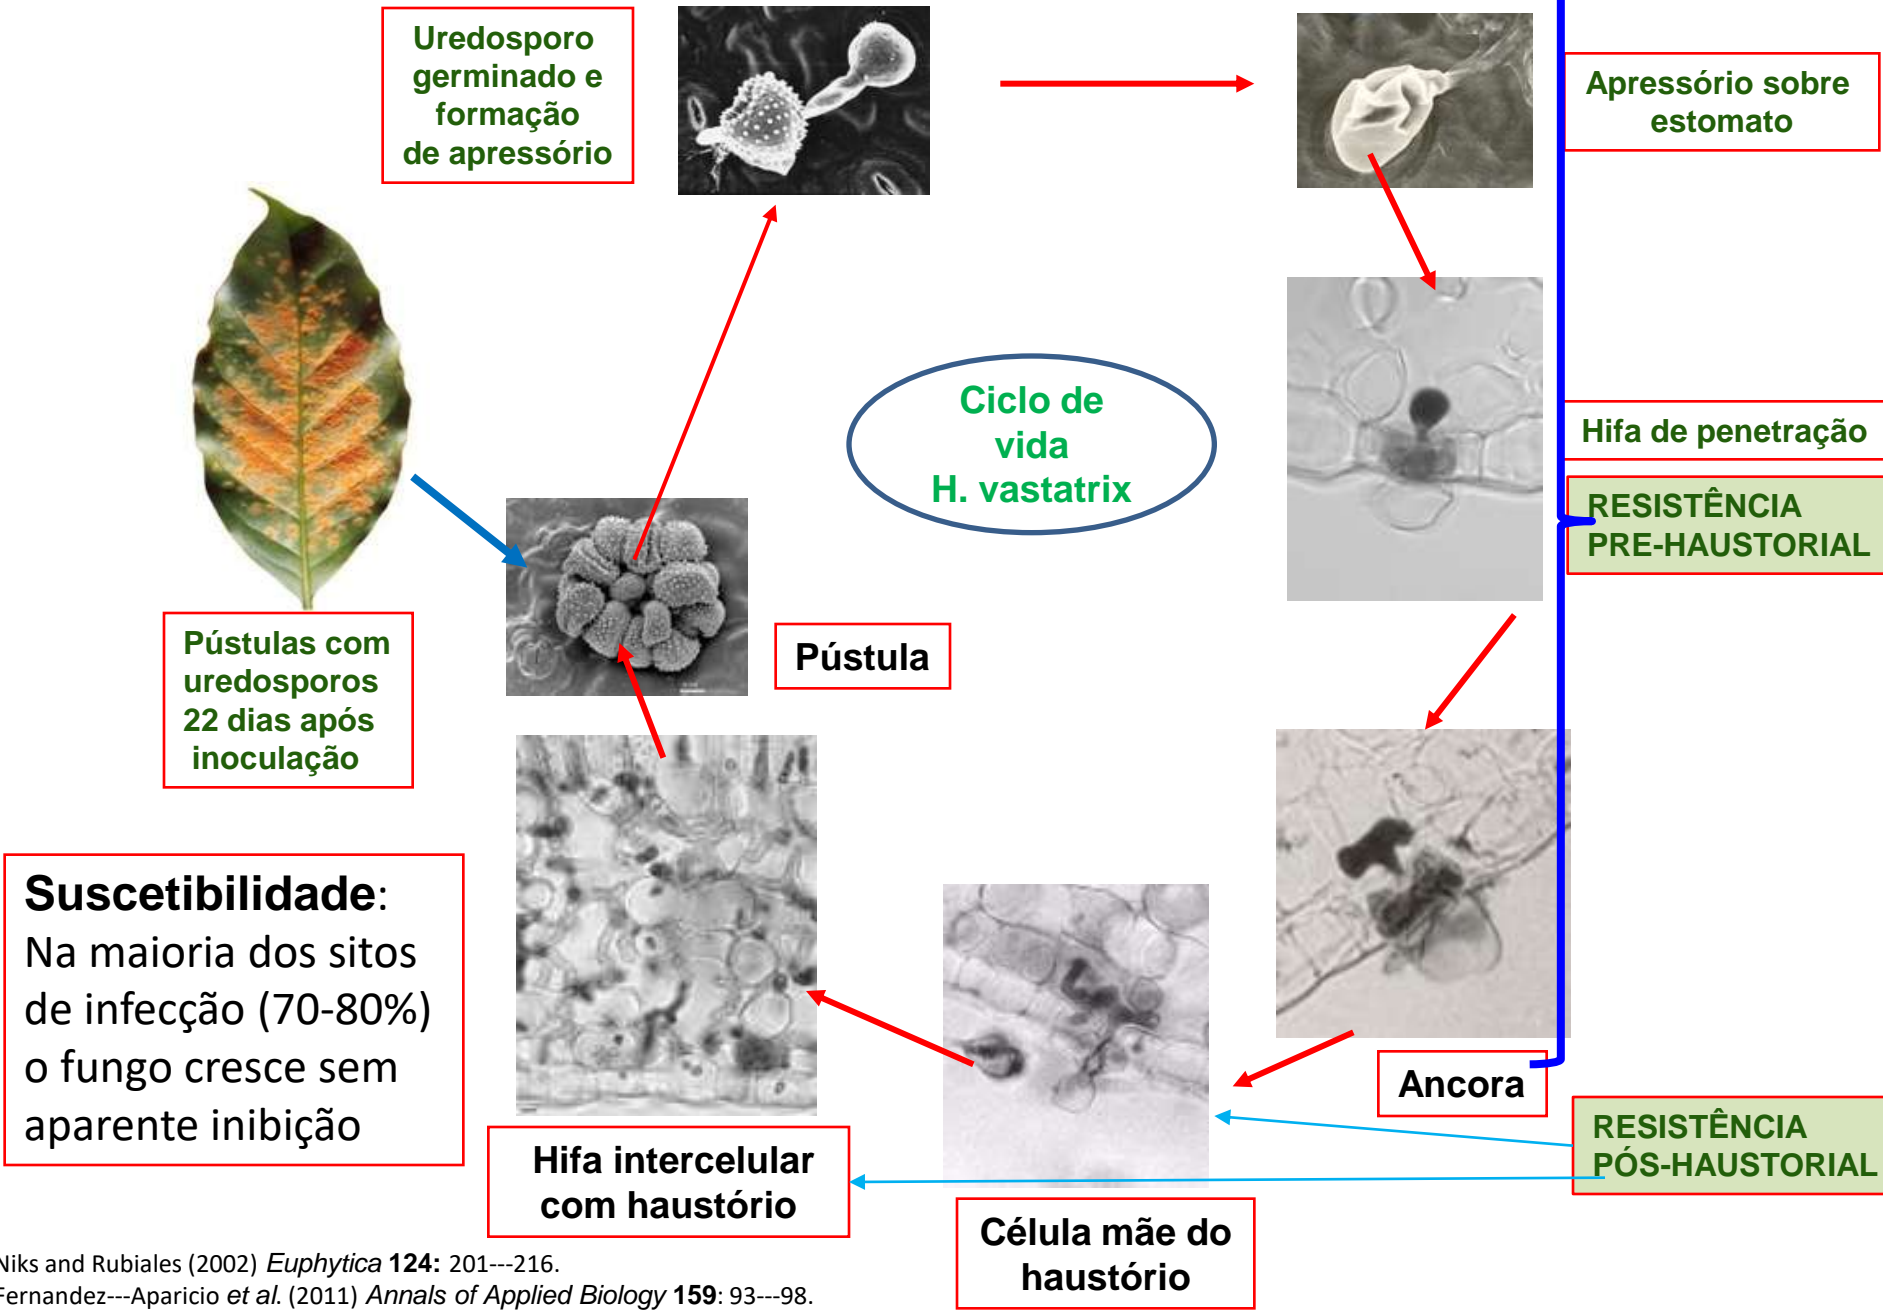 Uredosporo
germinado e
formação
de apressório
Apressório sobre
estomato
Ciclo de
vida
H. vastatrix
Hifa de penetração
RESISTÊNCIA
PRE-HAUSTORIAL
Pústulas com
uredosporos
22 dias após
inoculação
Pústula
Suscetibilidade:
Na maioria dos sitos
de infecção (70-80%)
o fungo cresce sem
aparente inibição
Ancora
RESISTÊNCIA
PÓS-HAUSTORIAL
Hifa intercelular
com haustório
Célula mãe do
haustório
Niks and Rubiales (2002) Euphytica 124: 201---216.
Fernandez---Aparicio et al. (2011) Annals of Applied Biology 159: 93---98.